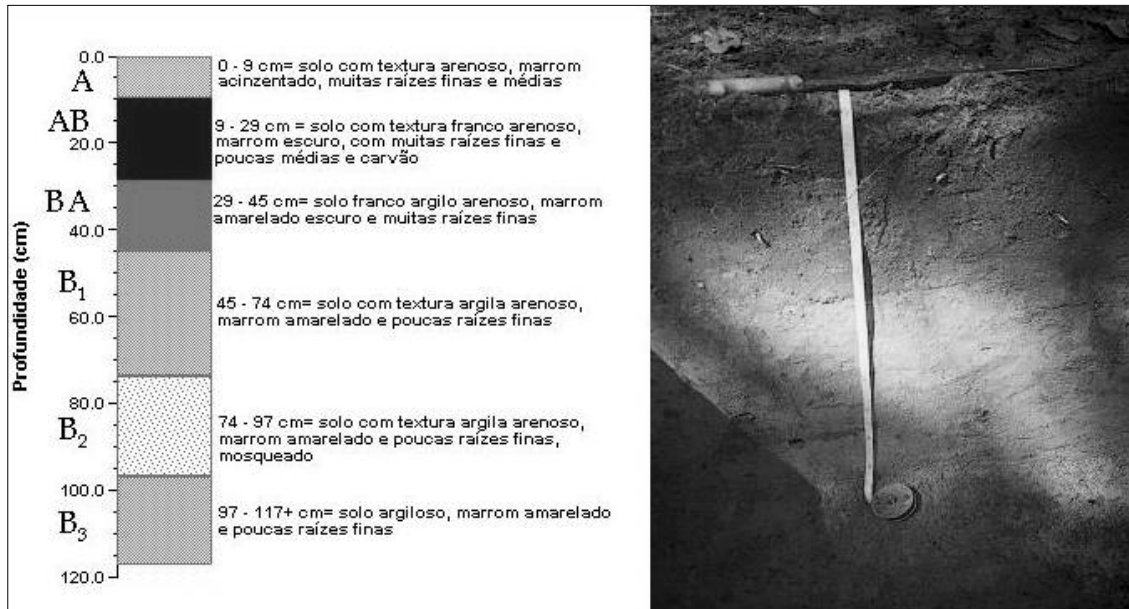 Profundidade (cm)
0.0
20.0
40.0
60.0
80.0
100.0
120.0
A
0 - 9 cm= solo com textura arenoso, marrom
acinzentado, muitas raízes finas e médias
AB
9 - 29 cm = solo com textura franco arenoso,
marrom escuro, com muitas raízes finas e
poucas médias e carvão
BA
29 - 45 cm= solo franco argilo arenoso, marrom
amarelado escuro e muitas raízes finas
B1
45 - 74 cm= solo com textura argila arenoso,
marrom amarelado e poucas raízes finas
B2
74 - 97 cm= solo com textura argila arenoso,
marrom amarelado e poucas raízes finas,
mosqueado
B3
97 - 117+ cm= solo argiloso, marrom amarelado
e poucas raízes finas